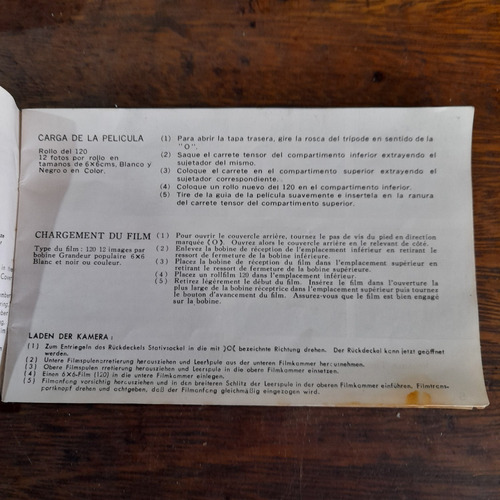 CARGA DE LA PELICULA
Rollo del 120
12 fotos por rollo en
tamanos de 6×6cms, Blanco y
Negro o en Color.
(1) Para abrir la tapa trasera, gire la rosca del trípode en sentido de la
"O".
(2) Saque el carrete tensor del compartimento inferior extrayendo el
sujetador del mismo.
(3) Coloque el carrete en el compartimento superior extrayendo el
sujetador correspondiente.
(4) Coloque un rollo nuevo del 120 en el compartimento inferior.
(5) Tire de la guía de la película suavemente e insertela en la ranura
del carrete tensor del compartimento superior.
CHARGEMENT DU FILM
Type du film: 120 12 images par
bobine Grandeur populaire 6×6
Blanc et noir ou couleur.
(1) Pour ouvrir le couvercle arrière, tournes le pas de vis du pied en direction
marquée (O). Ouvrez alors le couvercle arrière en le relevant de côté.
(2) Enlevez la bobine de réception de l'emplacement inférieur en retirant le
ressort de fermeture de la bobine inférieure.
(3) Placez la bobine de réception du film dans l'emplacement supérieur en
retirant le ressort de fermeture de la bobine supérieure.
(4) Placez un rollfilm 120 dans l'emplacement inférieur.
(5) Retirez légèrement le début du film. Insérez le film dans l'ouverture la
plus large de la bobine réceptrice dans l'emplacement supérieur puis tournez
le bouton d'avancement du film. Assurez-vous que le film est bien engagé
sur la bobine.
LADEN DER KAMERA:
(1) Zum Entriegeln des Rückdeckels Stativsockel in die mit )O( bezeichnte Richtung drehen. Der Rückdeckel kann jetzt geöffnet
werden.
(2) Untere Filmspulenarretierung herausziehen und Leerspule aus der unteren Filmkammer herausnehmen.
(3) Obere Filmspulen rretierung herausziehen und Leerspule in die obere Filmkammer einsetzen.
(4) Einen 6×6-Film (120) in die untere Filmkammer einlegen.
(5) Filmanfang vorsichtig herausziehen und in den breiteren Schlitz der Leerspule in der oberen Filmkammer einführen. Filmtrans-
portknopf drehen und achtgeben, daß der Filmanfang gleichmäßig eingezogen wird.